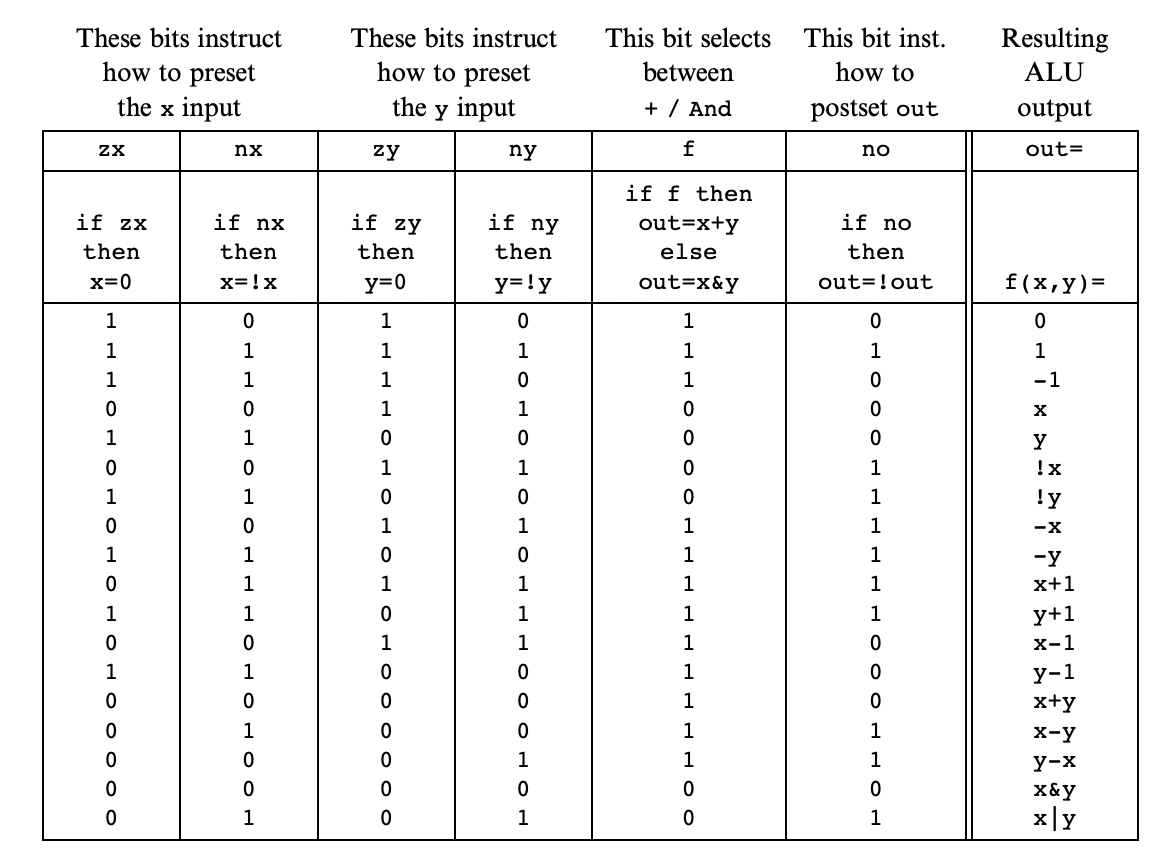 These bits instruct These bits instruct This bit selects This bit inst. Resulting
how to preset how to preset between how to ALU
the x input the y input + / And postset out output
zx nx zy ny f no out=
if f then
if zx if nx if zy if ny out=x+y if no
then then then then else then
x=0 x=!x y=0 y=!y out=x&y out=!out f(x,y)=
1 0 1 0 1 0 0
1 1 1 1 1 1 1
1 1 1 0 1 0 -1
0 0 1 1 0 0 x
1 1 0 0 0 0 y
0 0 1 1 0 1 !x
1 1 0 0 0 1 !y
0 0 1 1 1 1 -x
1 1 0 0 1 1 -y
0 1 1 1 1 1 x+1
1 1 0 1 1 1 y+1
0 0 1 1 1 0 x-1
1 1 0 0 1 0 y-1
0 0 0 0 1 0 x+y
0 1 0 0 1 1 x-y
0 0 0 1 1 1 y-x
0 0 0 0 0 0 x&y
0 1 0 1 0 1 x|y